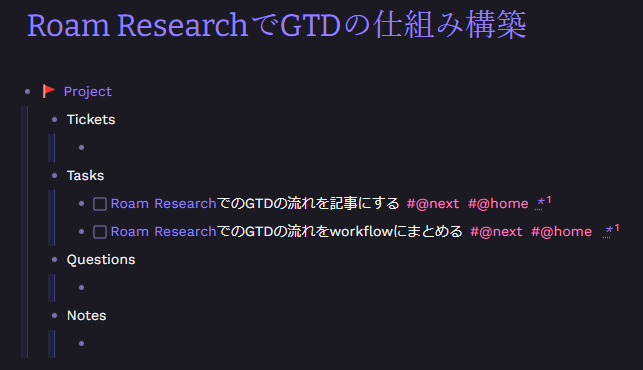 Roam ResearchでGTDの仕組み構築
Project
Tickets
Tasks
Roam ResearchでのGTDの流れを記事にする #@next #@home *1
Roam ResearchでのGTDの流れをworkflowにまとめる #@next #@home *1
Questions
Notes